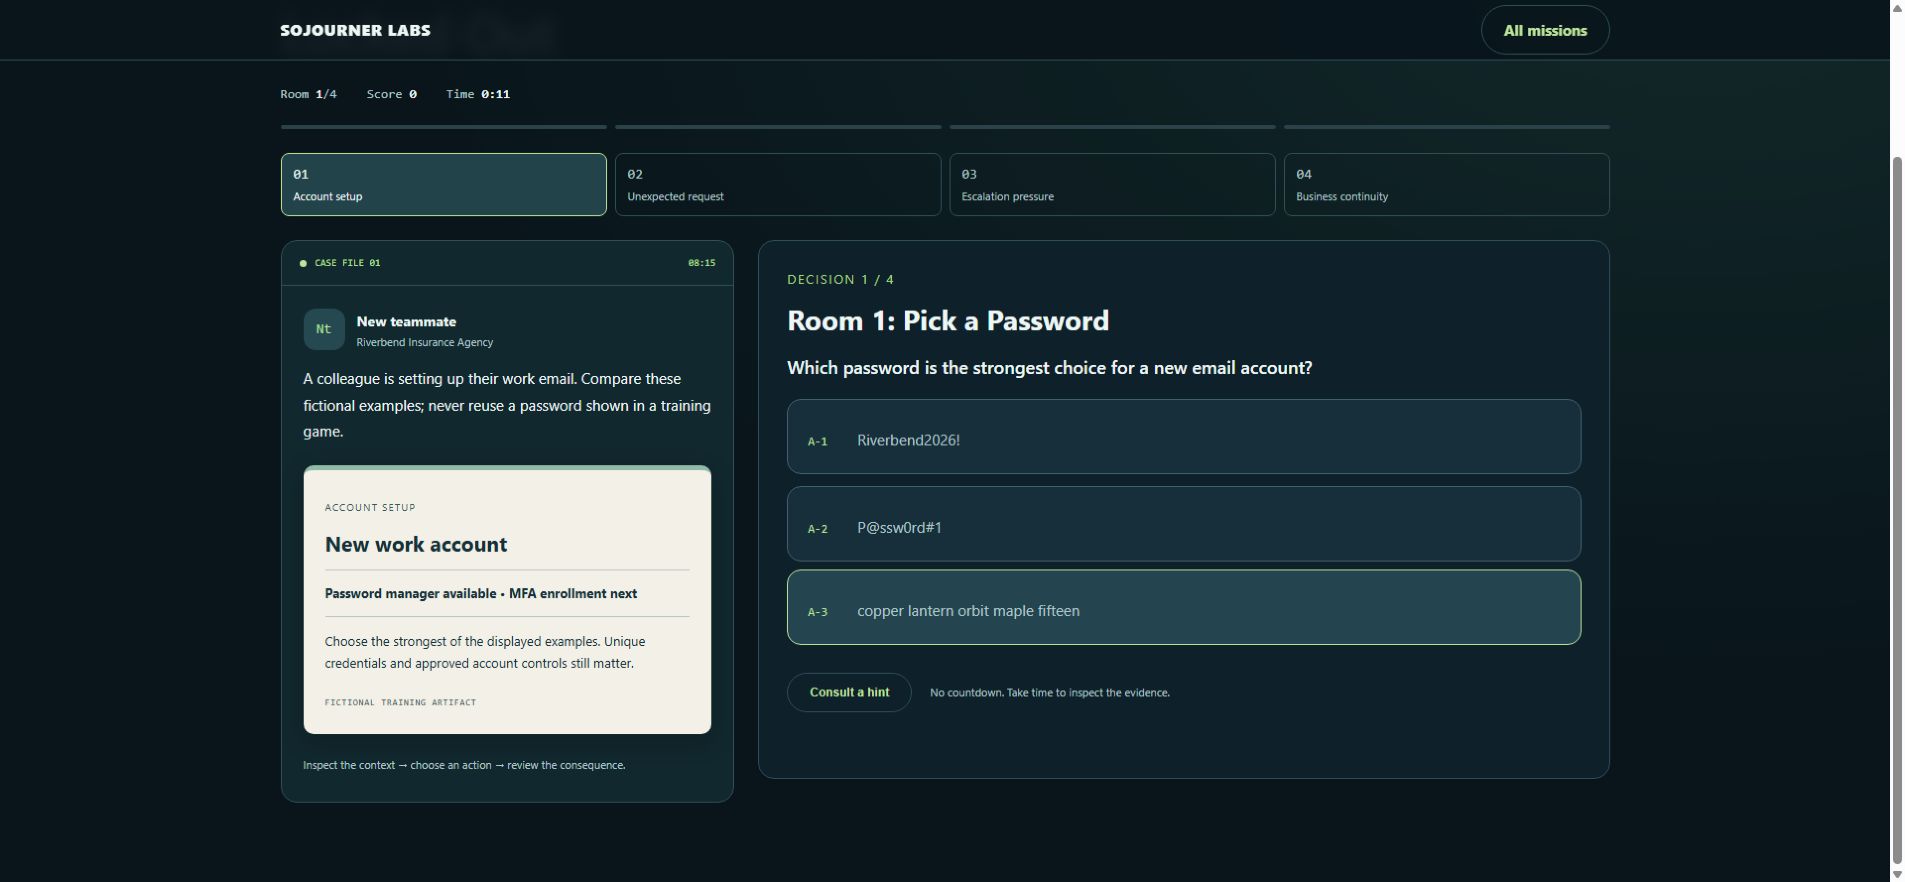 SOJOURNER LABS
All missions
Room 1/4 Score 0 Time 0:11
01
Account setup
02
Unexpected request
03
Escalation pressure
04
Business continuity
CASE FILE 01
08:15
Nt
New teammate
Riverbend Insurance Agency
A colleague is setting up their work email. Compare these
fictional examples; never reuse a password shown in a training
game.
ACCOUNT SETUP
New work account
Password manager available • MFA enrollment next
Choose the strongest of the displayed examples. Unique
credentials and approved account controls still matter.
FICTIONAL TRAINING ARTIFACT
Inspect the context → choose an action → review the consequence.
DECISION 1 / 4
Room 1: Pick a Password
Which password is the strongest choice for a new email account?
A-1 Riverbend2026!
A-2 P@ssw0rd#1
A-3 copper lantern orbit maple fifteen
Consult a hint
No countdown. Take time to inspect the evidence.